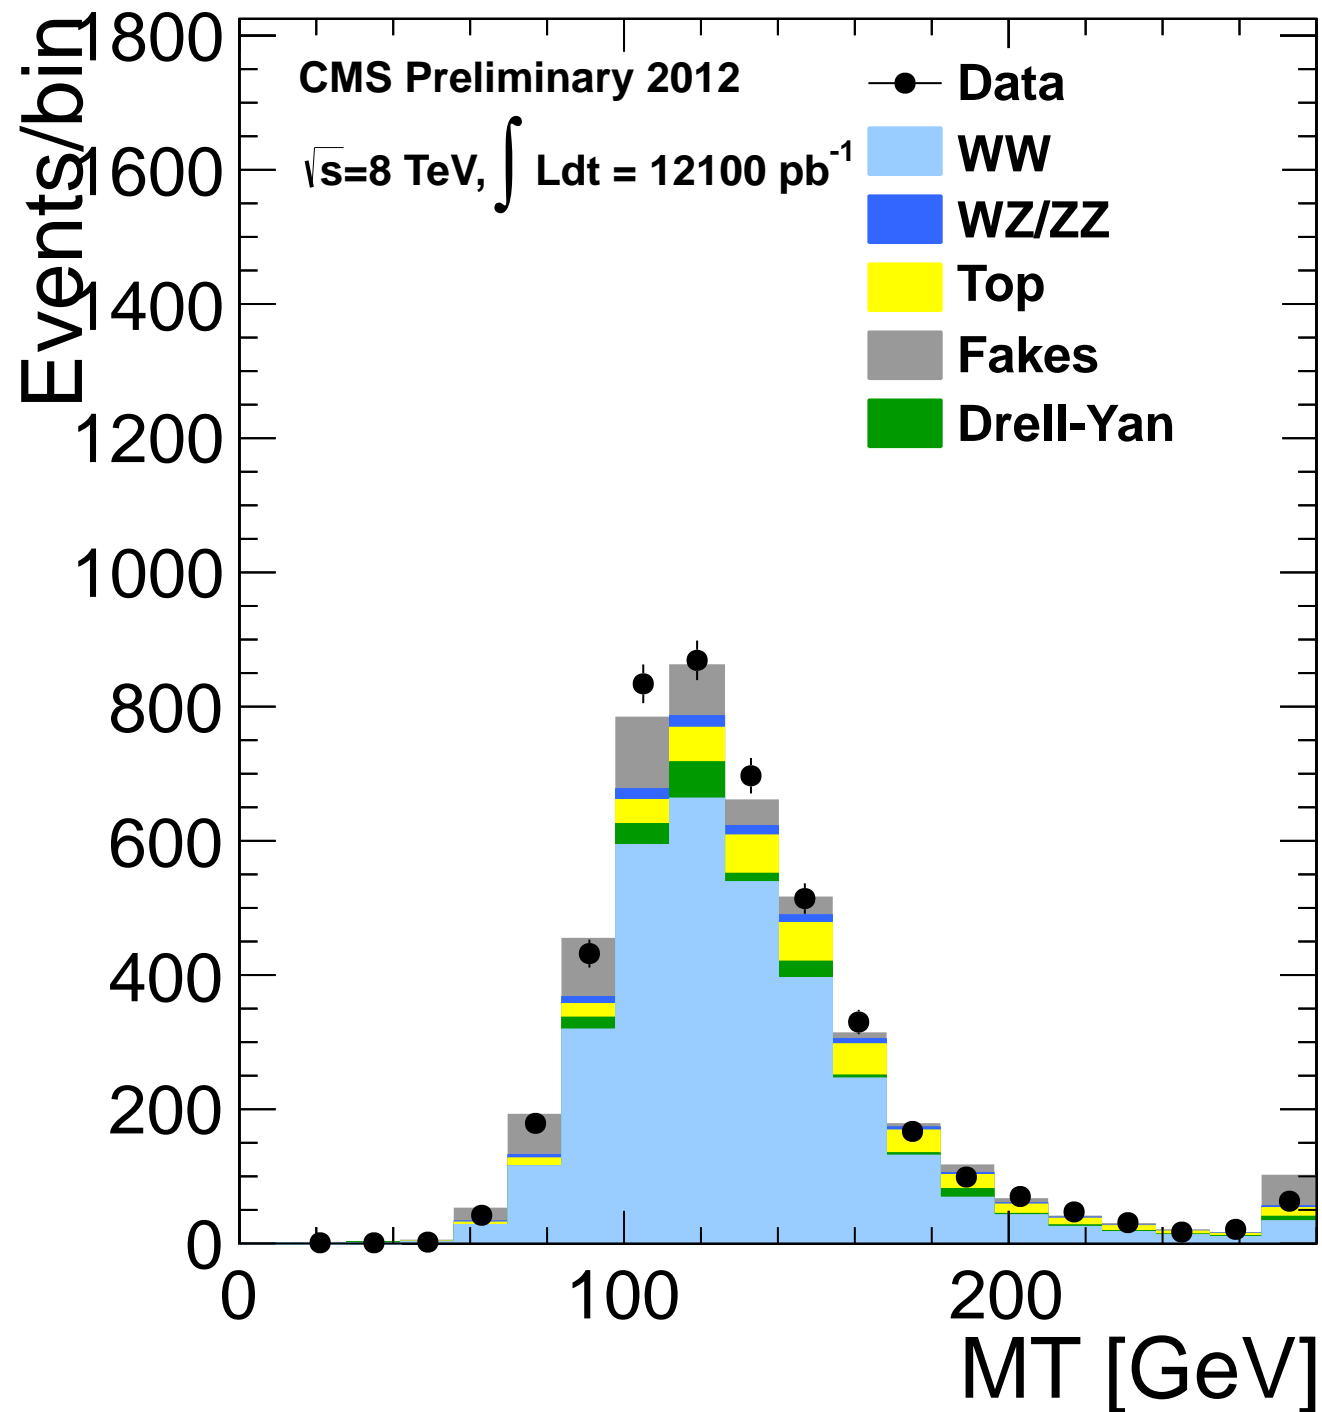 Events/bin
1800
1600
1400
1200
1000
800
600
400
200
0
CMS Preliminary 2012
√s=8 TeV, ∫ Ldt = 12100 pb⁻¹
Data
WW
WZ/ZZ
Top
Fakes
Drell-Yan
0 100 200
MT [GeV]